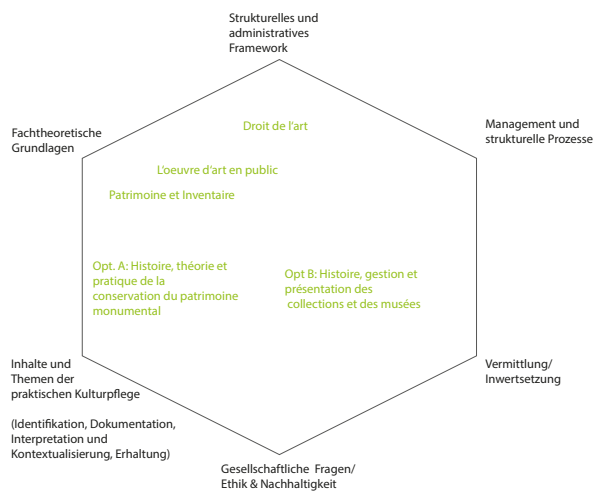 Strukturelles und
administratives
Framework
Droit de l'art
Management und
strukturelle Prozesse
Fachtheoretische
Grundlagen
L'oeuvre d'art en public
Patrimoine et Inventaire
Opt. A: Histoire, théorie et
pratique de la
conservation du patrimoine
monumental
Opt B: Histoire, gestion et
présentation des
collections et des musées
Inhalte und
Themen der
praktischen Kulturpflege
(Identifikation, Dokumentation,
Interpretation und
Kontextualisierung, Erhaltung)
Vermittlung/
Inwertsetzung
Gesellschaftliche Fragen/
Ethik & Nachhaltigkeit